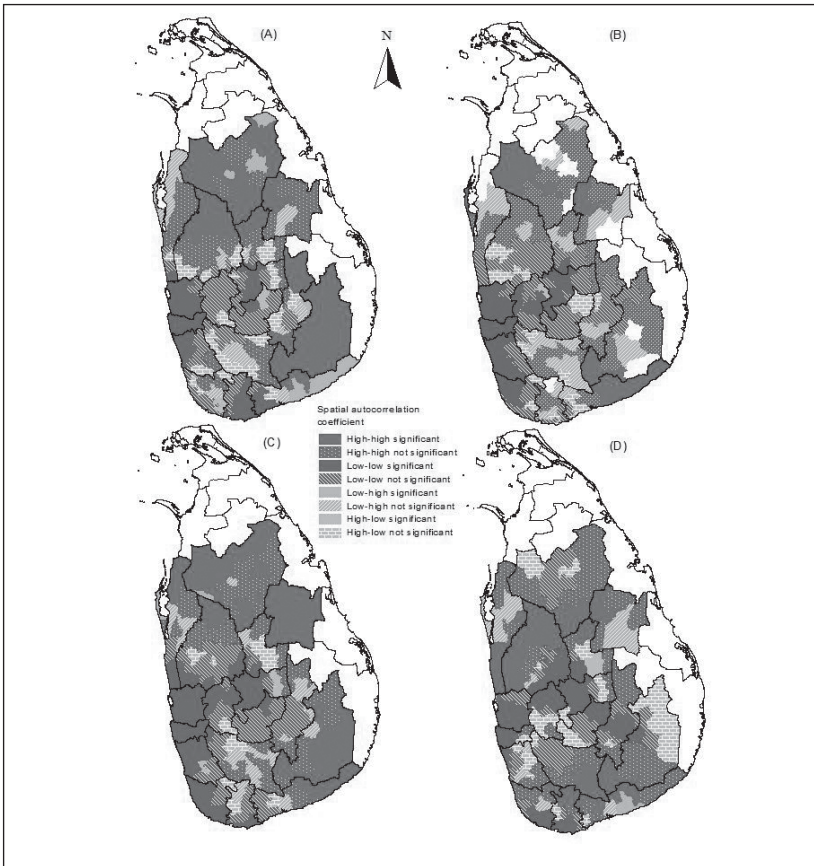 (A)
N
(B)
Spatial autocorrelation
coefficient
High-high significant
High-high not significant
Low-low significant
Low-low not significant
Low-high significant
Low-high not significant
High-low significant
High-low not significant
(C)
(D)